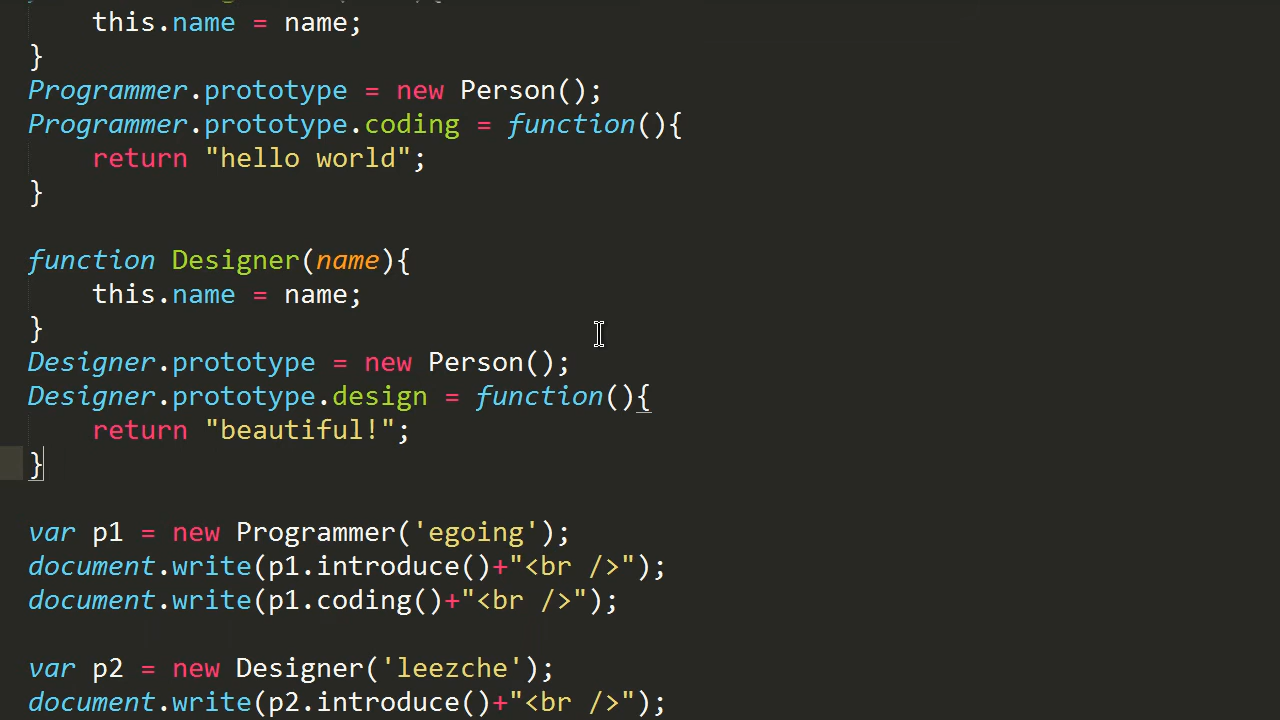 this.name = name;
}
Programmer.prototype = new Person();
Programmer.prototype.coding = function(){
    return "hello world";
}

function Designer(name){
    this.name = name;
}
Designer.prototype = new Person();
Designer.prototype.design = function(){
    return "beautiful!";
}

var p1 = new Programmer('egoing');
document.write(p1.introduce()+"<br />");
document.write(p1.coding()+"<br />");

var p2 = new Designer('leezche');
document.write(p2.introduce()+"<br />");